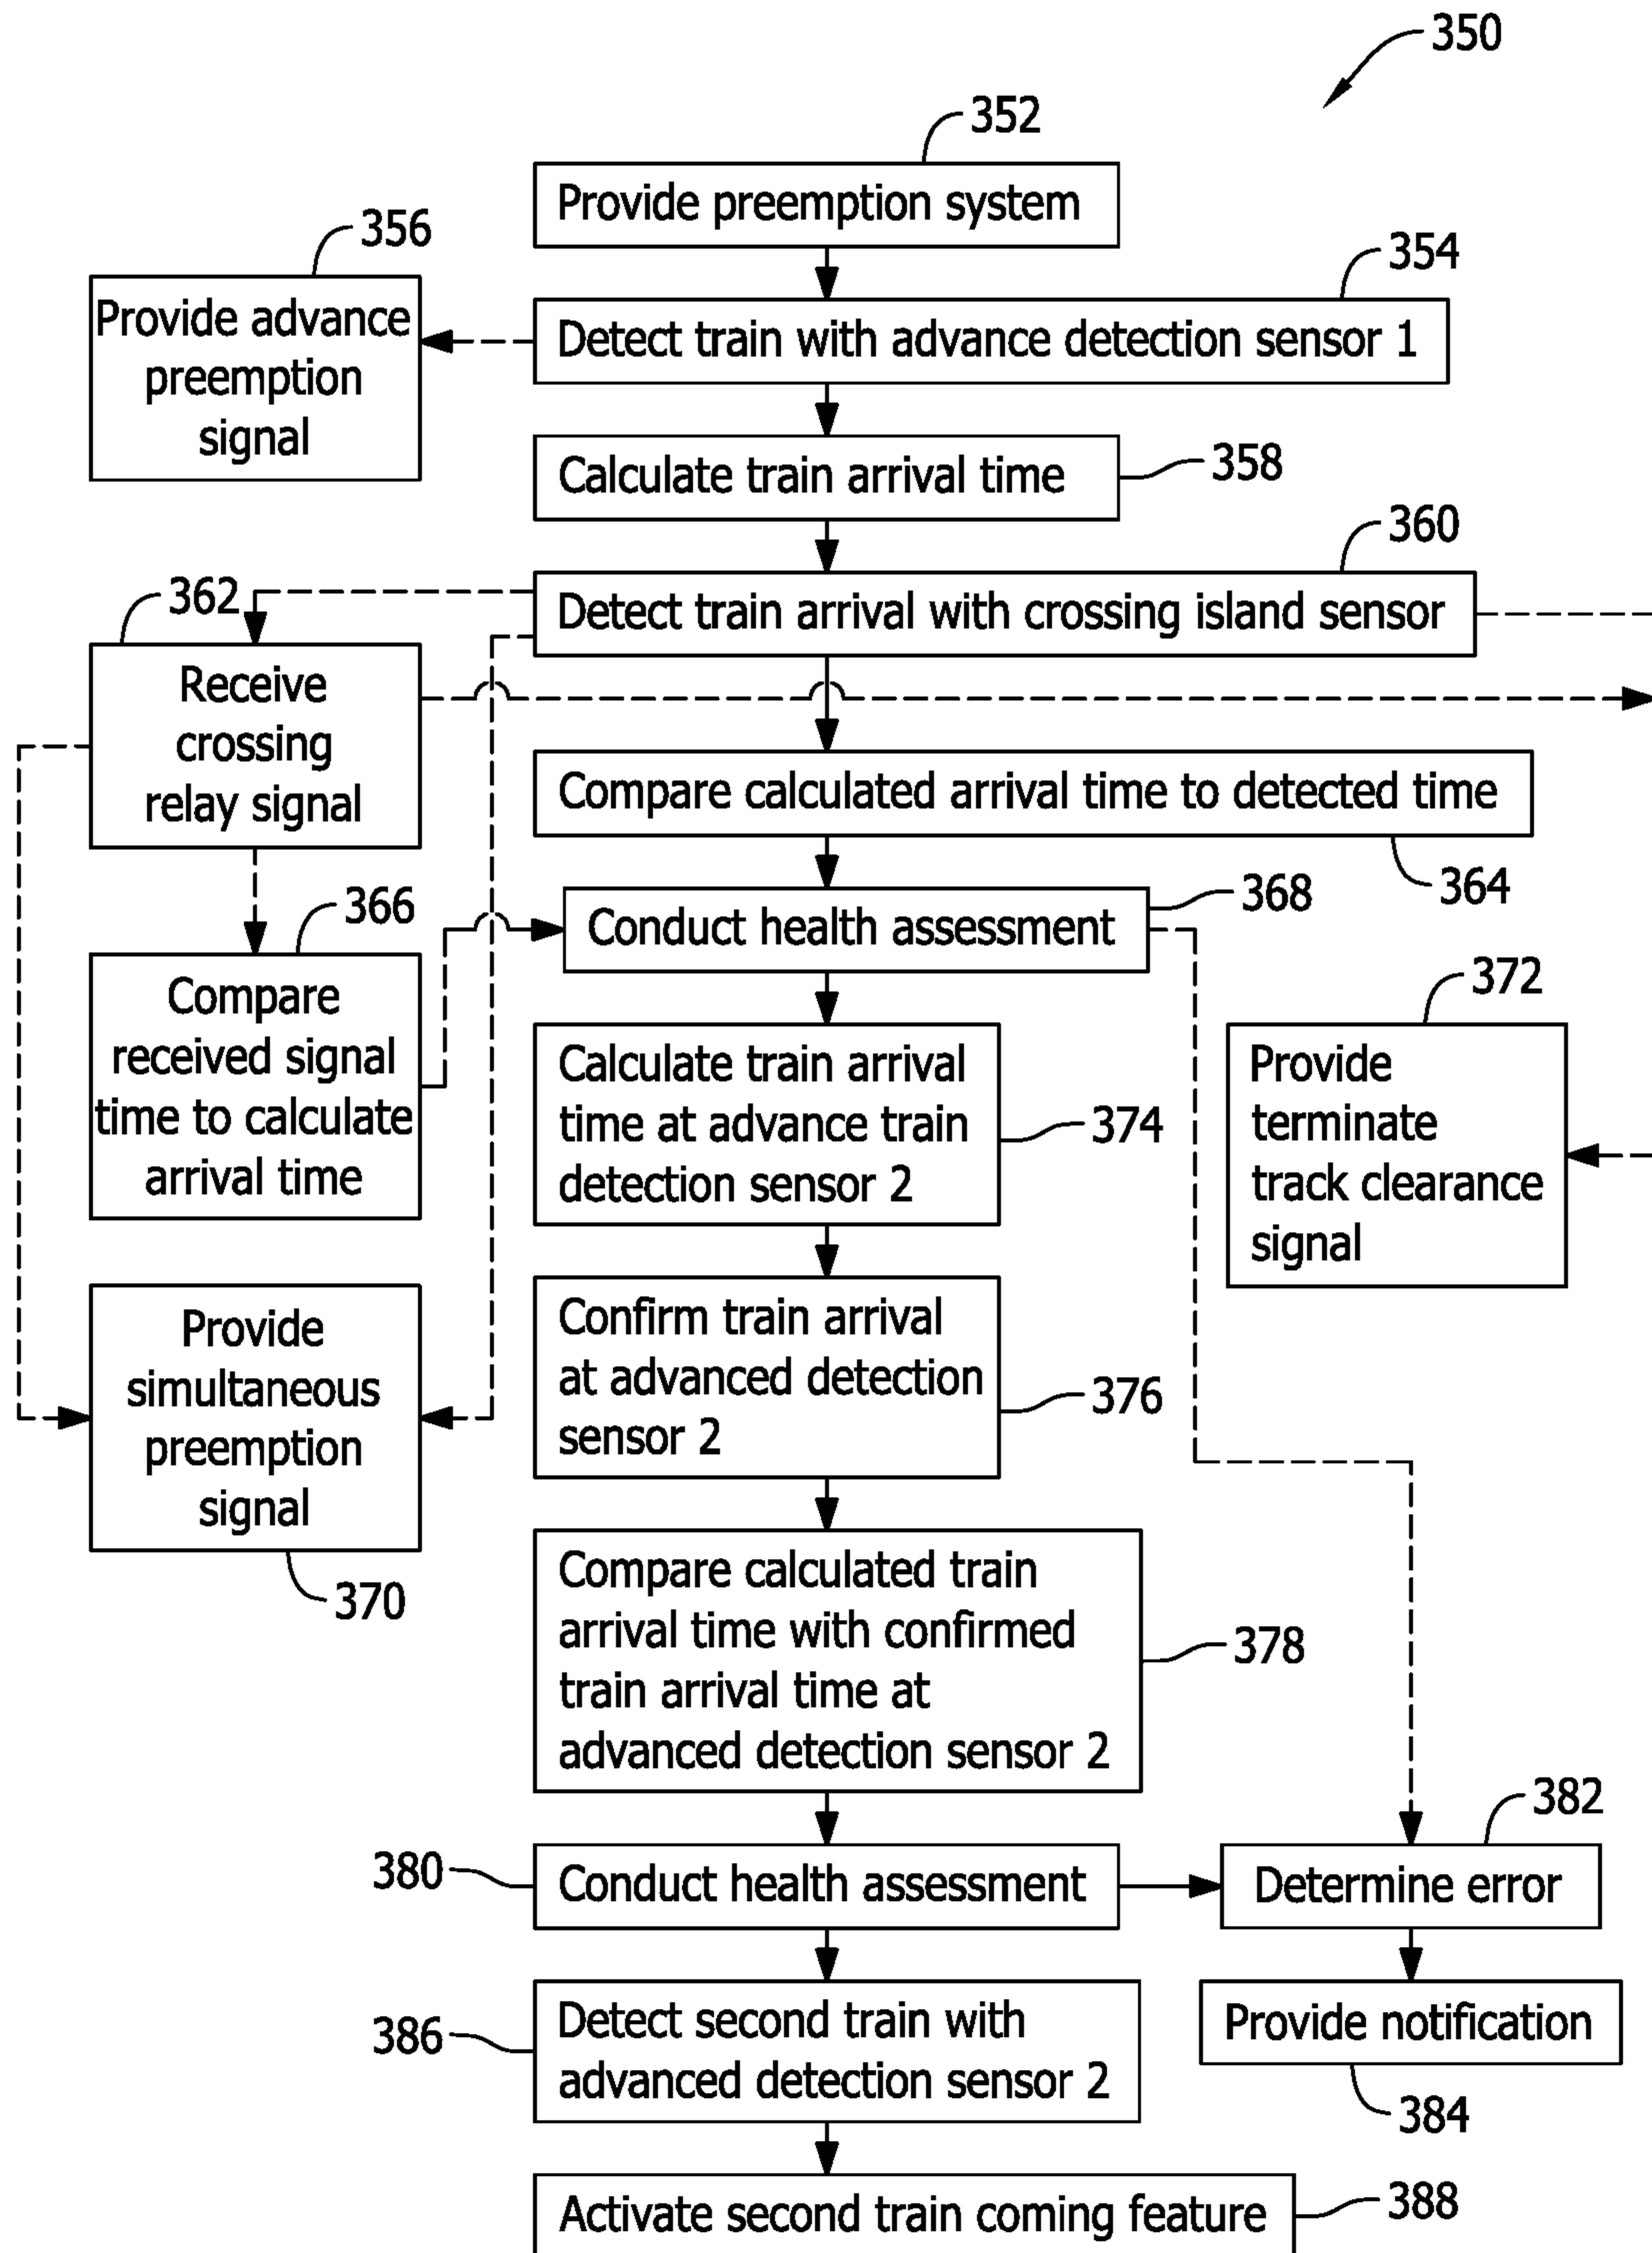 350
352
Provide preemption system
356
354
Provide advance
preemption
signal
Detect train with advance detection sensor 1
Calculate train arrival time
358
360
362
Detect train arrival with crossing island sensor
Receive
crossing
relay signal
Compare calculated arrival time to detected time
364
366
Conduct health assessment
368
Compare
received signal
time to calculate
arrival time
372
Provide
terminate
track clearance
signal
Calculate train arrival
time at advance train
detection sensor 2
374
Provide
simultaneous
preemption
signal
370
Confirm train arrival
at advanced detection
sensor 2
376
Compare calculated train
arrival time with confirmed
train arrival time at
advanced detection sensor 2
378
382
380
Conduct health assessment
Determine error
386
Detect second train with
advanced detection sensor 2
Provide notification
384
Activate second train coming feature
388